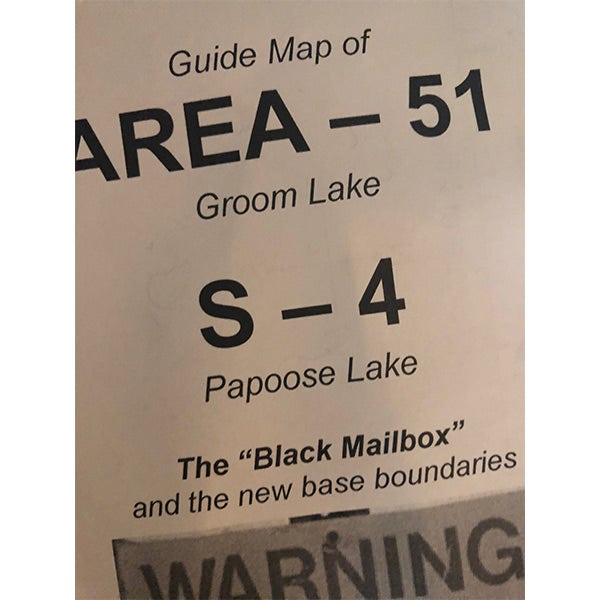 Guide Map of
AREA – 51
Groom Lake
S – 4
Papoose Lake
The “Black Mailbox”
and the new base boundaries
WARNING